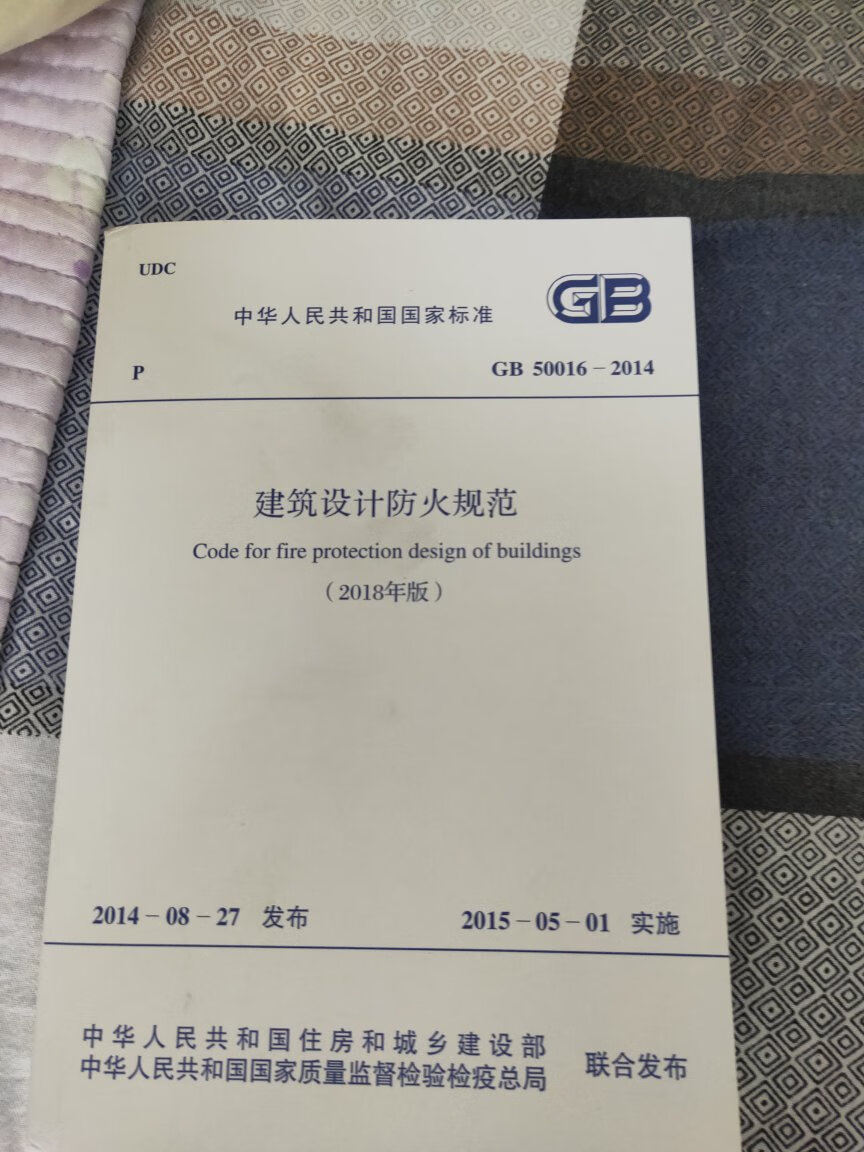 UDC
中华人民共和国国家标准
GB
P
GB 50016－2014
建筑设计防火规范
Code for fire protection design of buildings
（2018年版）
2014－08－27 发布
2015－05－01 实施
中华人民共和国住房和城乡建设部
中华人民共和国国家质量监督检验检疫总局
联合发布